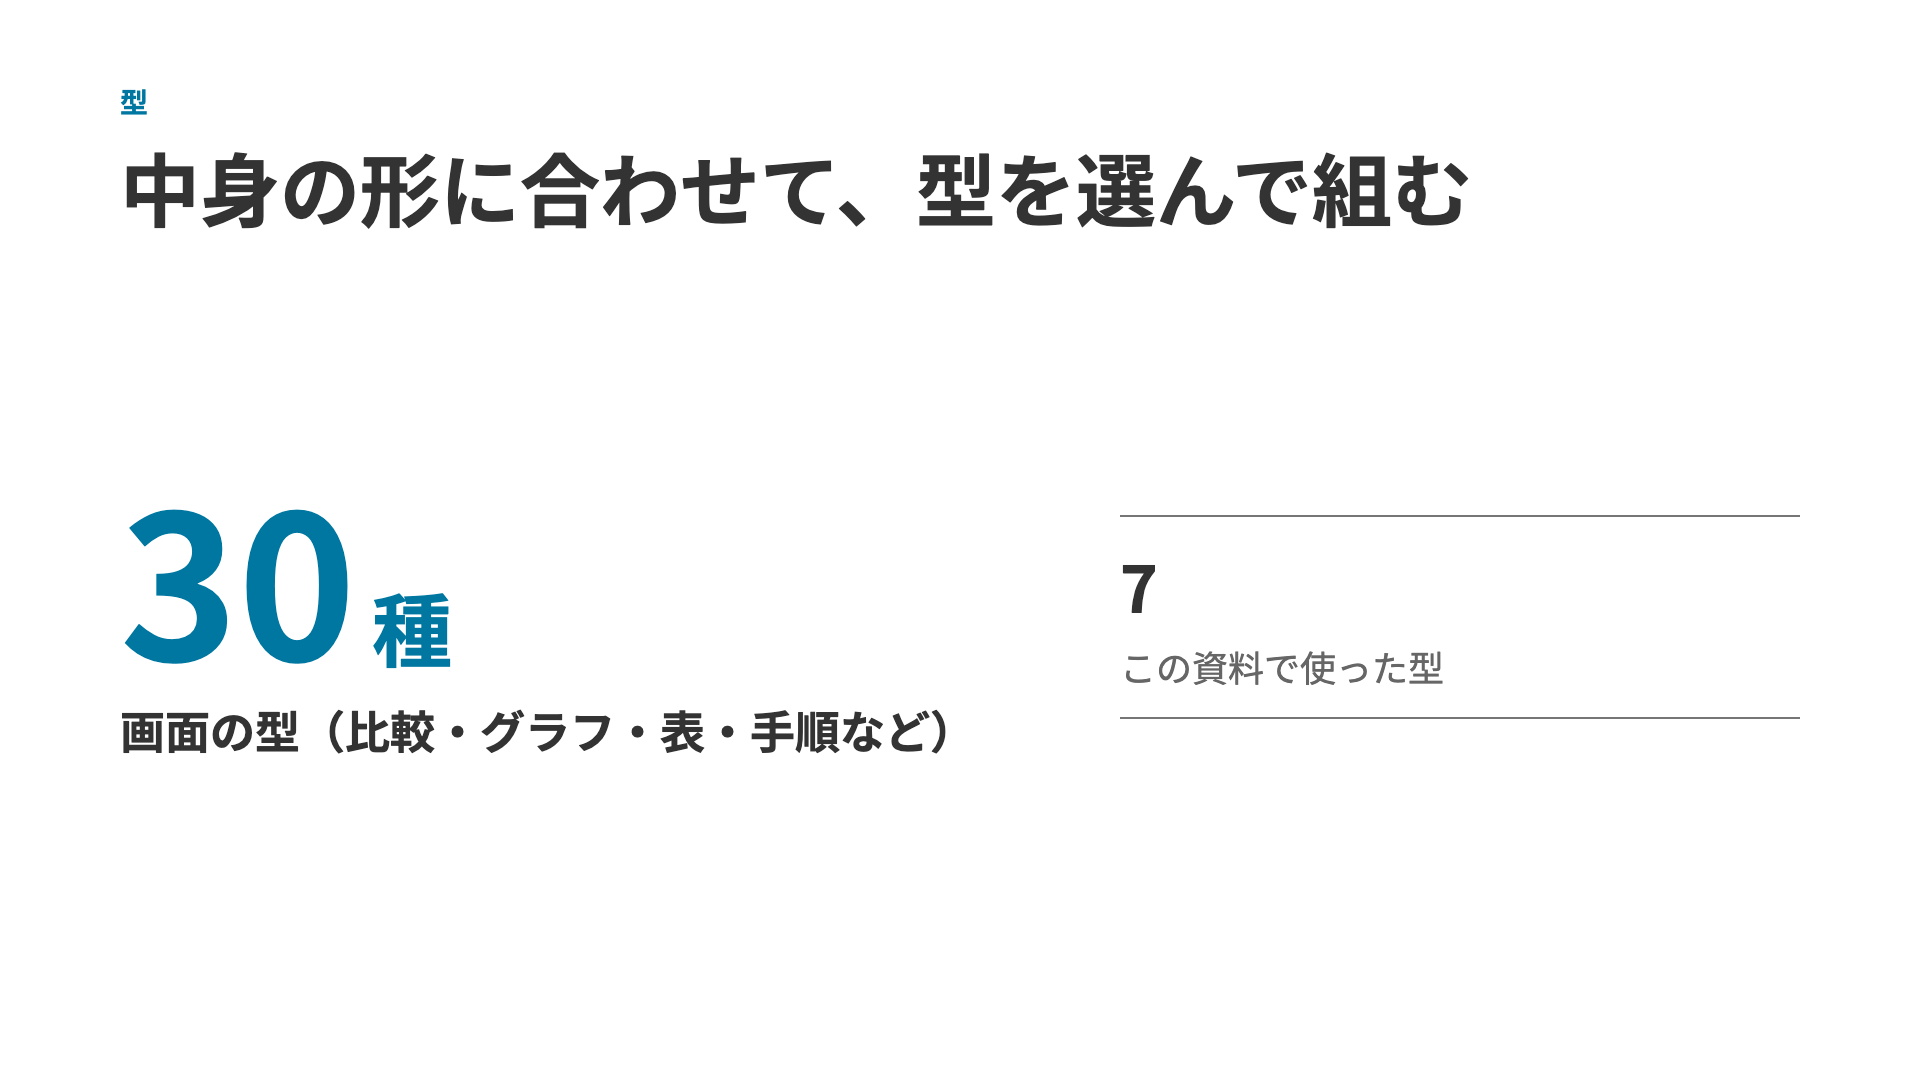 型
中身の形に合わせて、型を選んで組む
30種
画面の型（比較・グラフ・表・手順など）
7
この資料で使った型